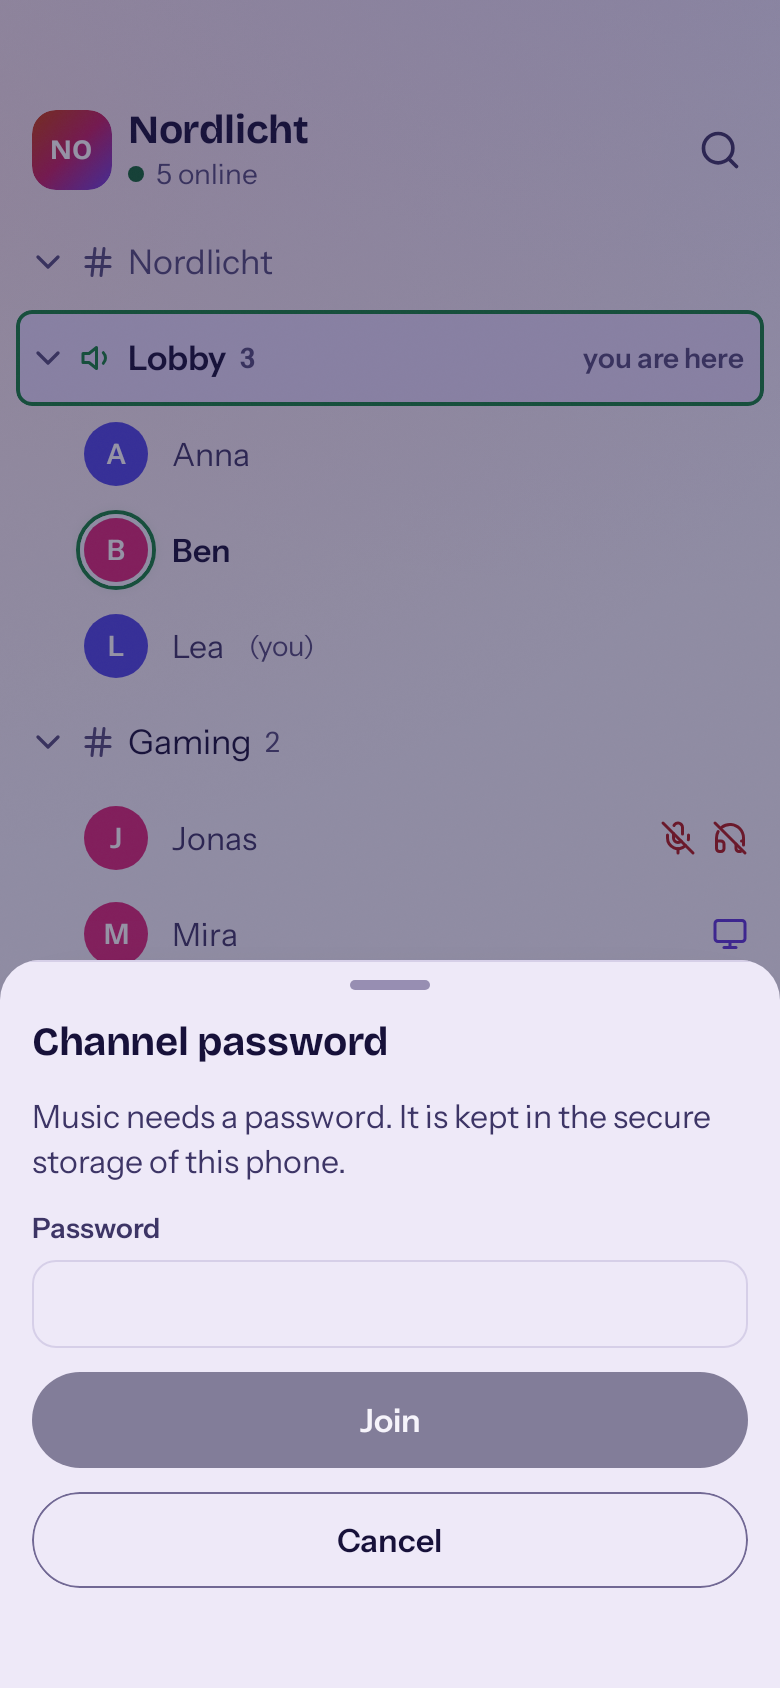 NO
Nordlicht
5 online
# Nordlicht
Lobby 3 you are here
A Anna
B Ben
L Lea (you)
# Gaming 2
J Jonas
M Mira
Channel password
Music needs a password. It is kept in the secure
storage of this phone.
Password
Join
Cancel